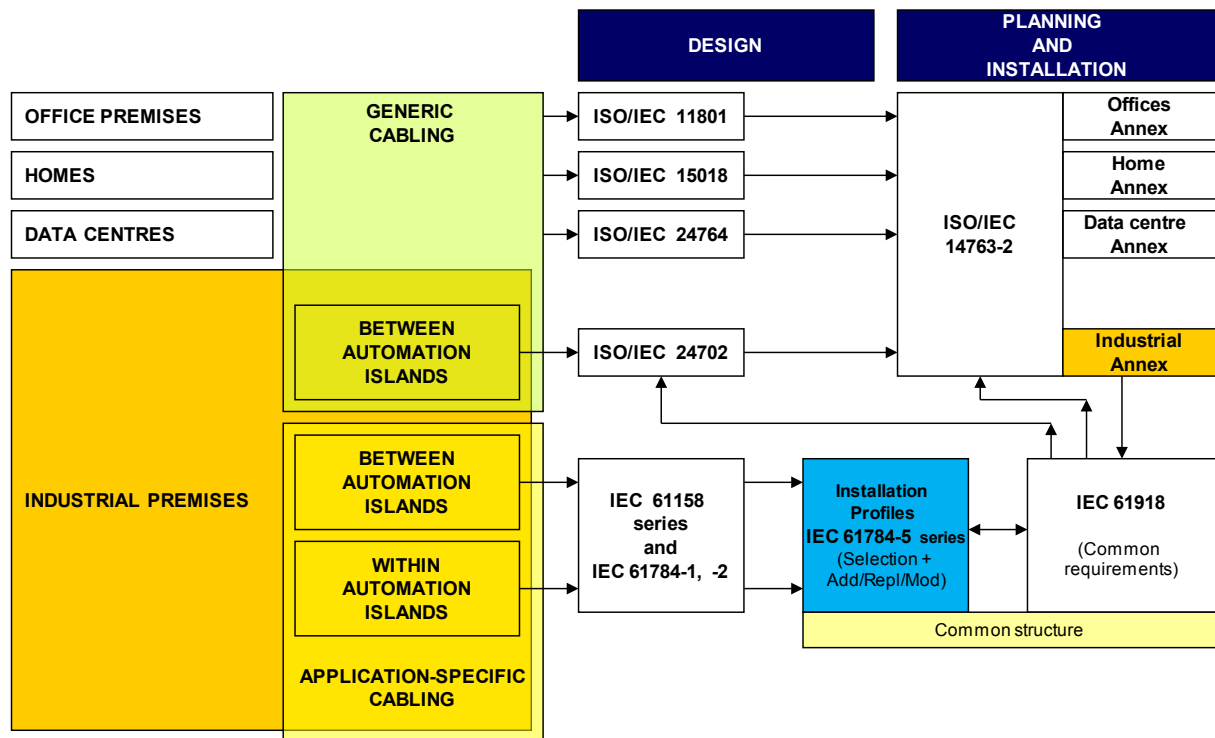 DESIGN
PLANNING
AND
INSTALLATION
OFFICE PREMISES
GENERIC
CABLING
ISO/IEC 11801
Offices
Annex
HOMES
ISO/IEC 15018
Home
Annex
DATA CENTRES
ISO/IEC 24764
ISO/IEC
14763-2
Data centre
Annex
BETWEEN
AUTOMATION
ISLANDS
ISO/IEC 24702
Industrial
Annex
INDUSTRIAL PREMISES
BETWEEN
AUTOMATION
ISLANDS
WITHIN
AUTOMATION
ISLANDS
APPLICATION-SPECIFIC
CABLING
IEC 61158
series
and
IEC 61784-1, -2
Installation
Profiles
IEC 61784-5 series
(Selection +
Add/Repl/Mod)
IEC 61918
(Common
requirements)
Common structure